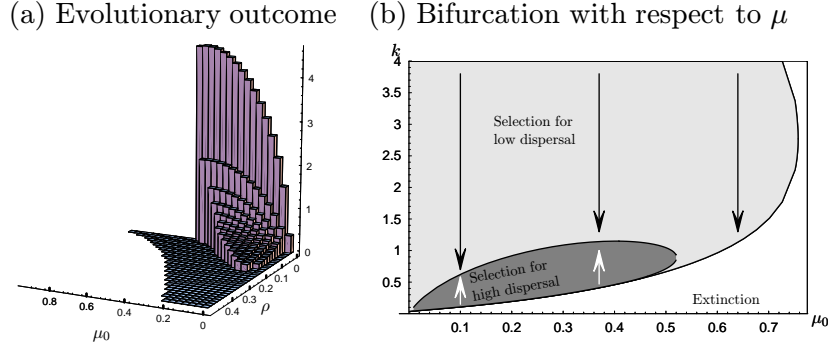 (a) Evolutionary outcome
(b) Bifurcation with respect to μ
4
3
2
1
0
0
0.1
0.2
0.3
0.4
ρ
0.8
0.6
0.4
0.2
0
μ0
k
4
3.5
3
2.5
2
1.5
1
0.5
Selection for
low dispersal
Selection for
high dispersal
Extinction
0.1
0.2
0.3
0.4
0.5
0.6
0.7
μ0